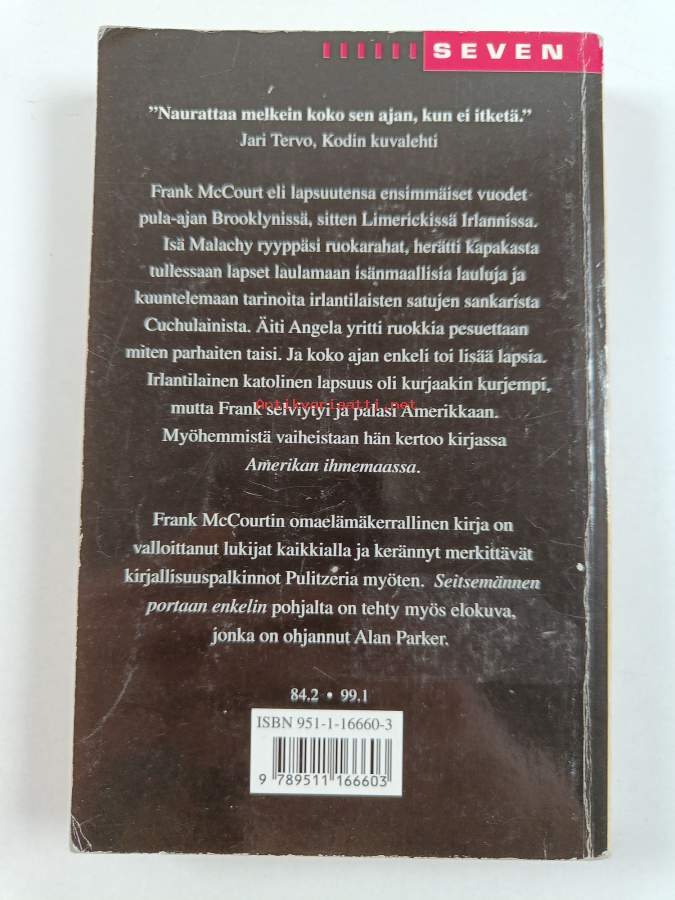 SEVEN
”Naurattaa melkein koko sen ajan, kun ei itketä.”
Jari Tervo, Kodin kuvalehti
Frank McCourt eli lapsuutensa ensimmäiset vuodet
pula-ajan Brooklynissä, sitten Limerickissä Irlannissa.
Isä Malachy ryyppäsi ruokarahat, herätti kapakasta
tullessaan lapset laulamaan isänmaallisia lauluja ja
kuuntelemaan tarinoita irlantilaisten satujen sankarista
Cuchulainista. Äiti Angela yritti ruokkia pesuettaan
miten parhaiten taisi. Ja koko ajan enkeli toi lisää lapsia.
Irlantilainen katolinen lapsuus oli kurjaakin kurjempi,
Antikvariaatti.net
mutta Frank selviytyi ja palasi Amerikkaan.
Myöhemmistä vaiheistaan hän kertoo kirjassa
Amerikan ihmemaassa.
Frank McCourtin omaelämäkerrallinen kirja on
valloittanut lukijat kaikkialla ja kerännyt merkittävät
kirjallisuuspalkinnot Pulitzeria myöten. Seitsemännen
portaan enkelin pohjalta on tehty myös elokuva,
jonka on ohjannut Alan Parker.
84.2 • 99.1
ISBN 951-1-16660-3
9 789511 166603